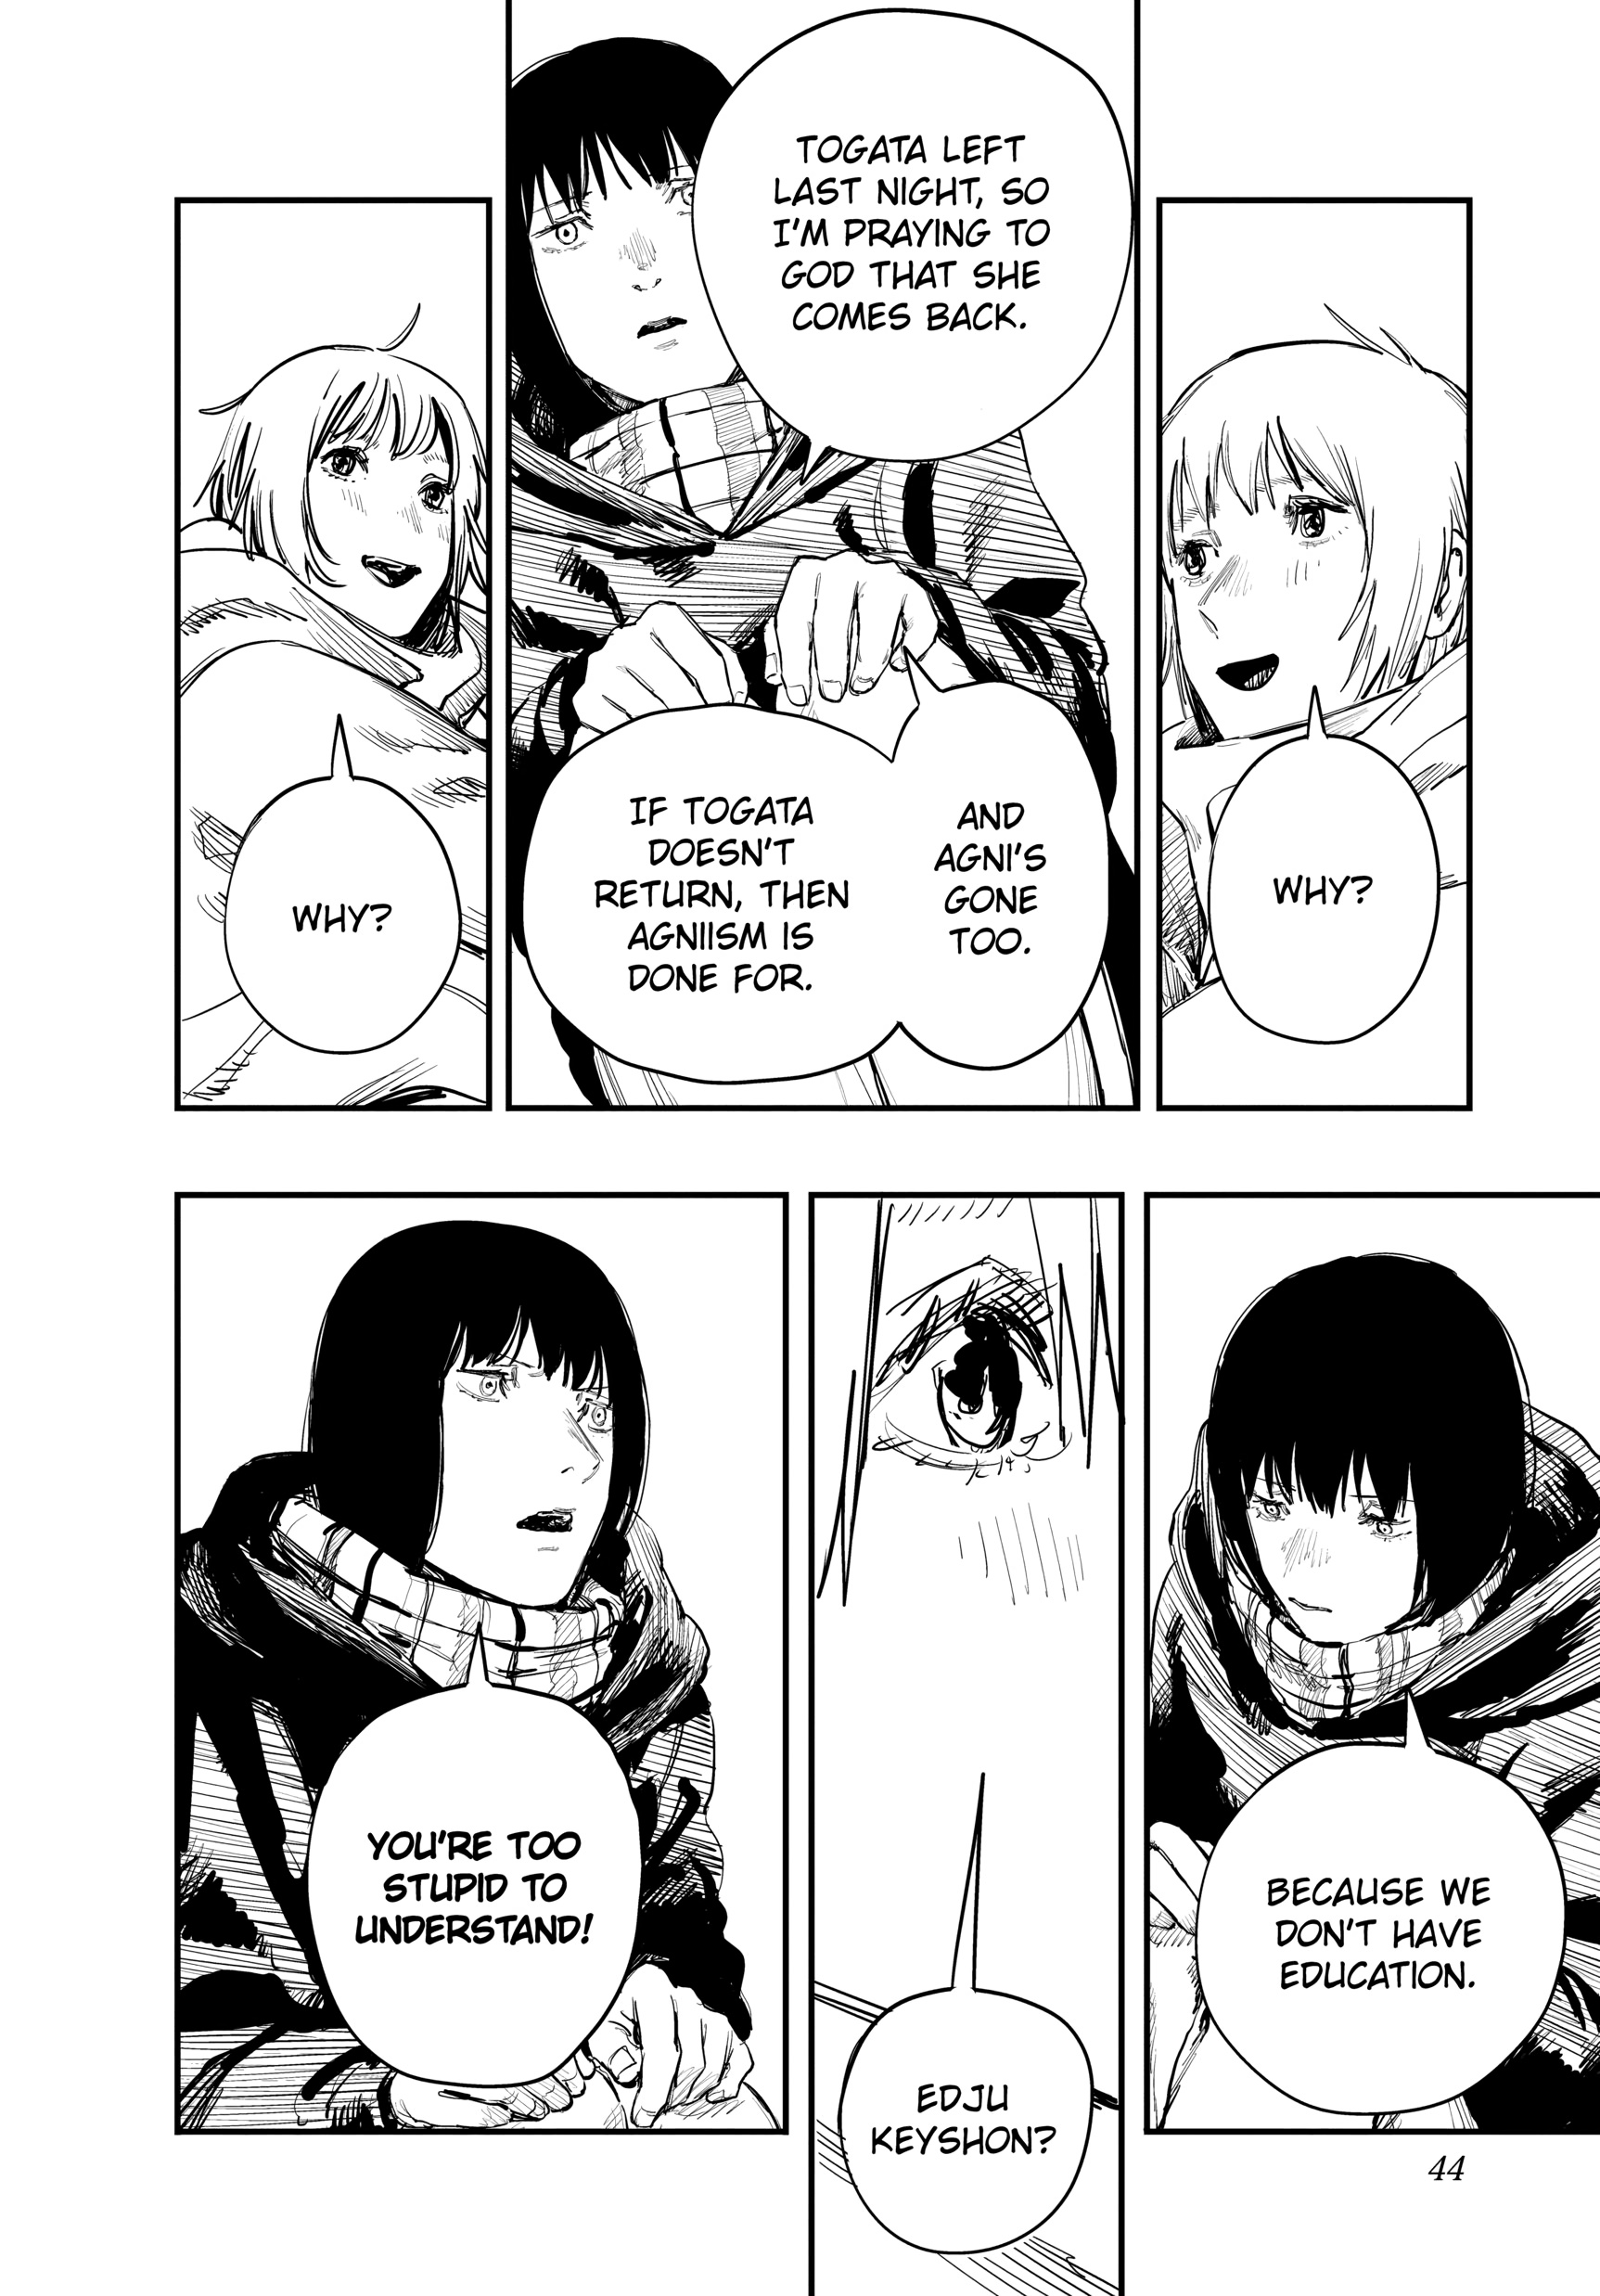 WHY?
TOGATA LEFT
LAST NIGHT, SO
I'M PRAYING TO
GOD THAT SHE
COMES BACK.
AND
AGNI'S
GONE
TOO.
IF TOGATA
DOESN'T
RETURN, THEN
AGNIISM IS
DONE FOR.
WHY?
BECAUSE WE
DON'T HAVE
EDUCATION.
EDJU
KEYSHON?
YOU'RE TOO
STUPID TO
UNDERSTAND!
44